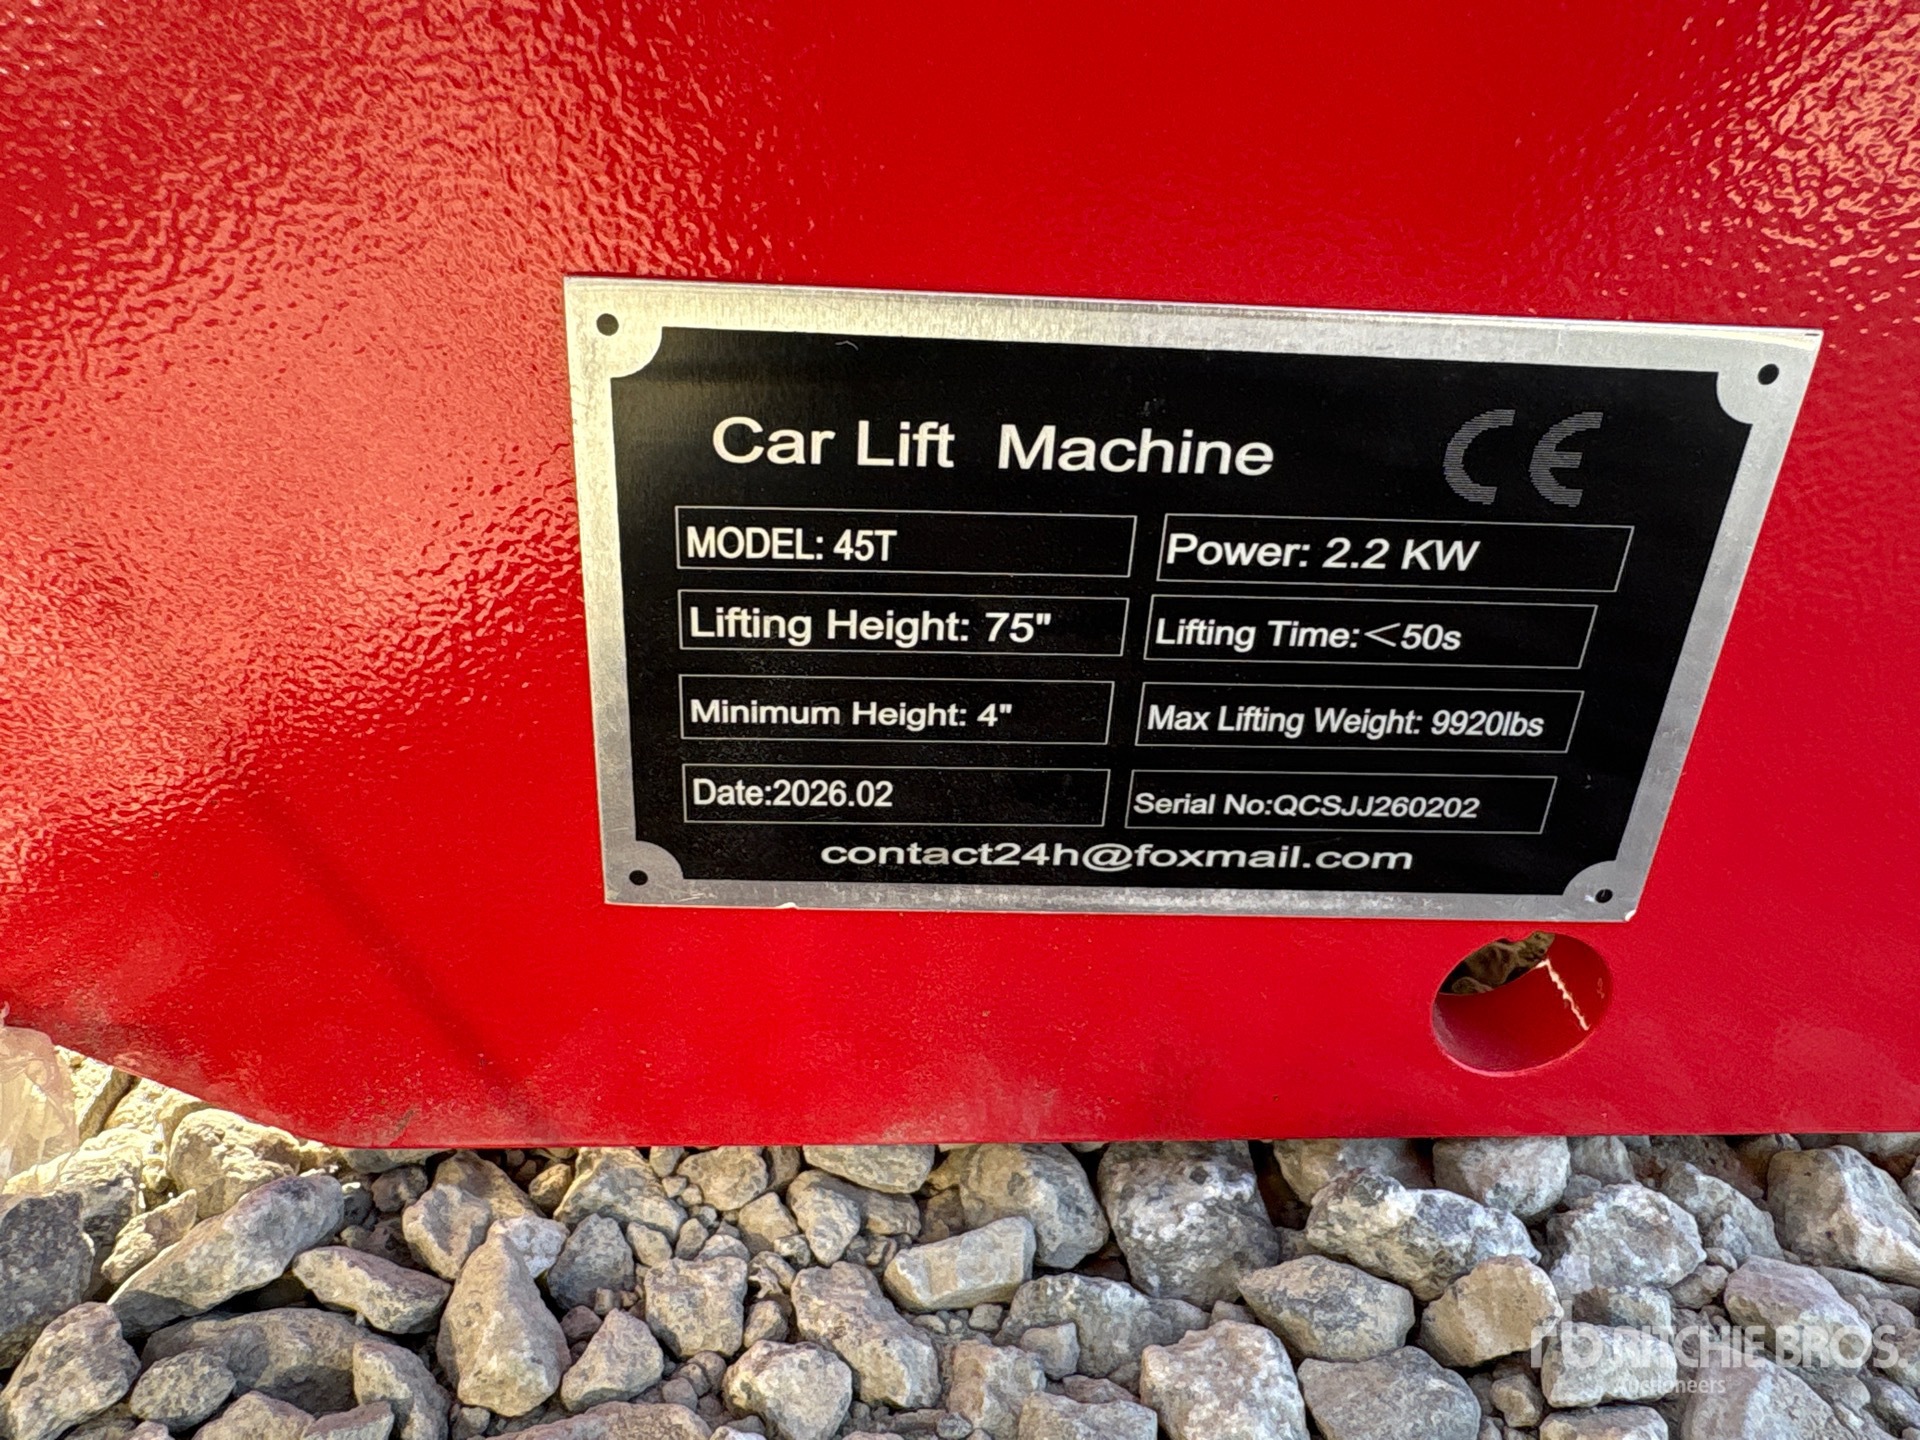 Car Lift Machine CE
MODEL: 45T
Power: 2.2 KW
Lifting Height: 75"
Lifting Time:<50s
Minimum Height: 4"
Max Lifting Weight: 9920lbs
Date:2026.02
Serial No:QCSJJ260202
contact24h@foxmail.com
rb RITCHIE BROS.
Auctioneers